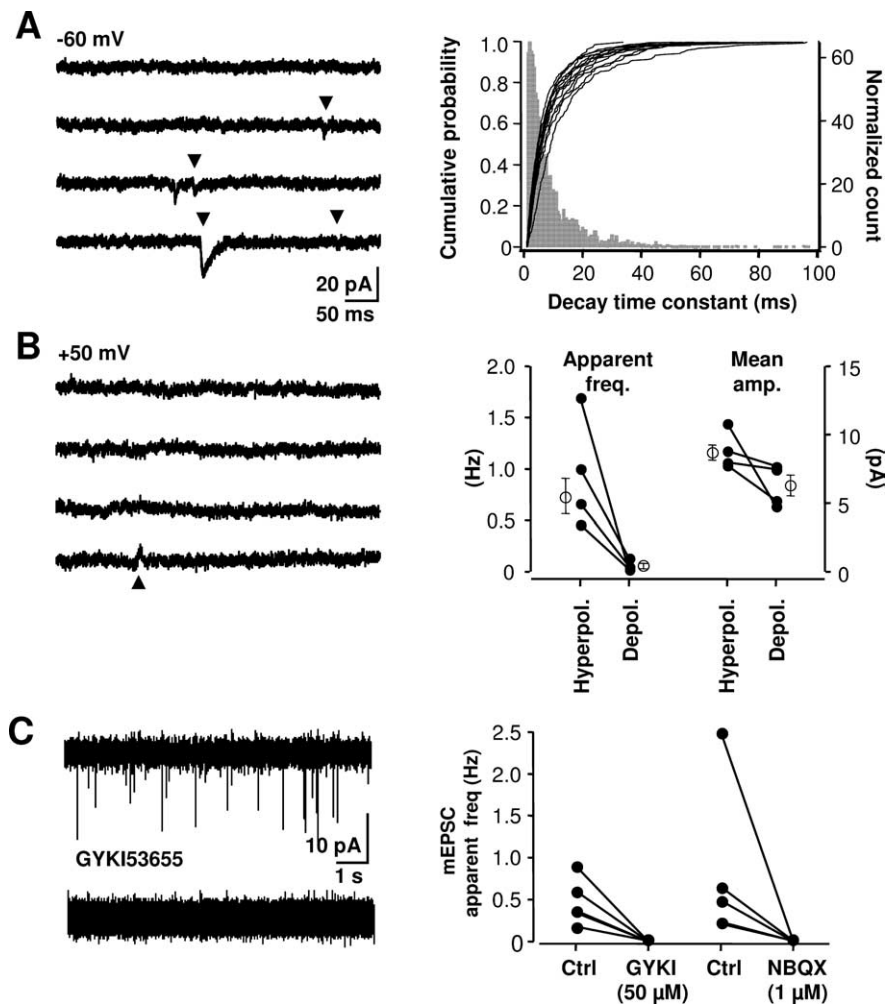 A
-60 mV
20 pA
50 ms
Cumulative probability
1.0
0.8
0.6
0.4
0.2
0
60
40
20
0
Normalized count
0 20 40 60 80 100
Decay time constant (ms)
B
+50 mV
Apparent
freq.
Mean
amp.
(Hz)
2.0
1.5
1.0
0.5
0
15
10
5
0
(pA)
Hyperpol.
Depol.
Hyperpol.
Depol.
C
GYKI53655
10 pA
1 s
mEPSC
apparent freq (Hz)
2.5
2.0
1.5
1.0
0.5
0
Ctrl GYKI Ctrl NBQX
(50 µM) (1 µM)